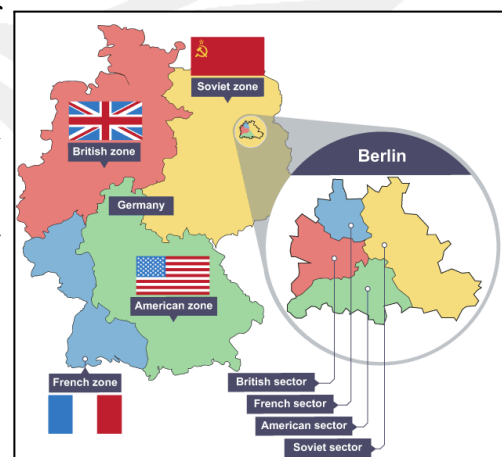 Soviet zone
British zone
Berlin
Germany
American zone
French zone
British sector
French sector
American sector
Soviet sector